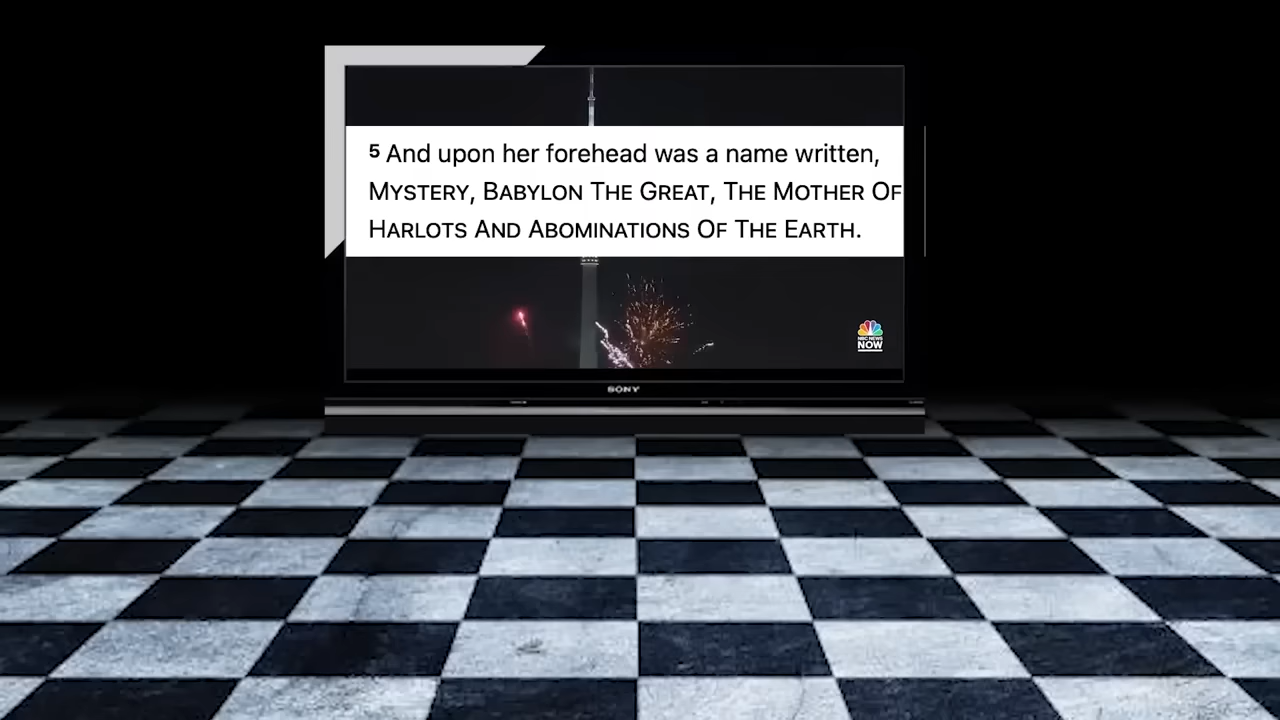 5 And upon her forehead was a name written,
MYSTERY, BABYLON THE GREAT, THE MOTHER OF
HARLOTS AND ABOMINATIONS OF THE EARTH.
NBC NEWS
NOW
SONY